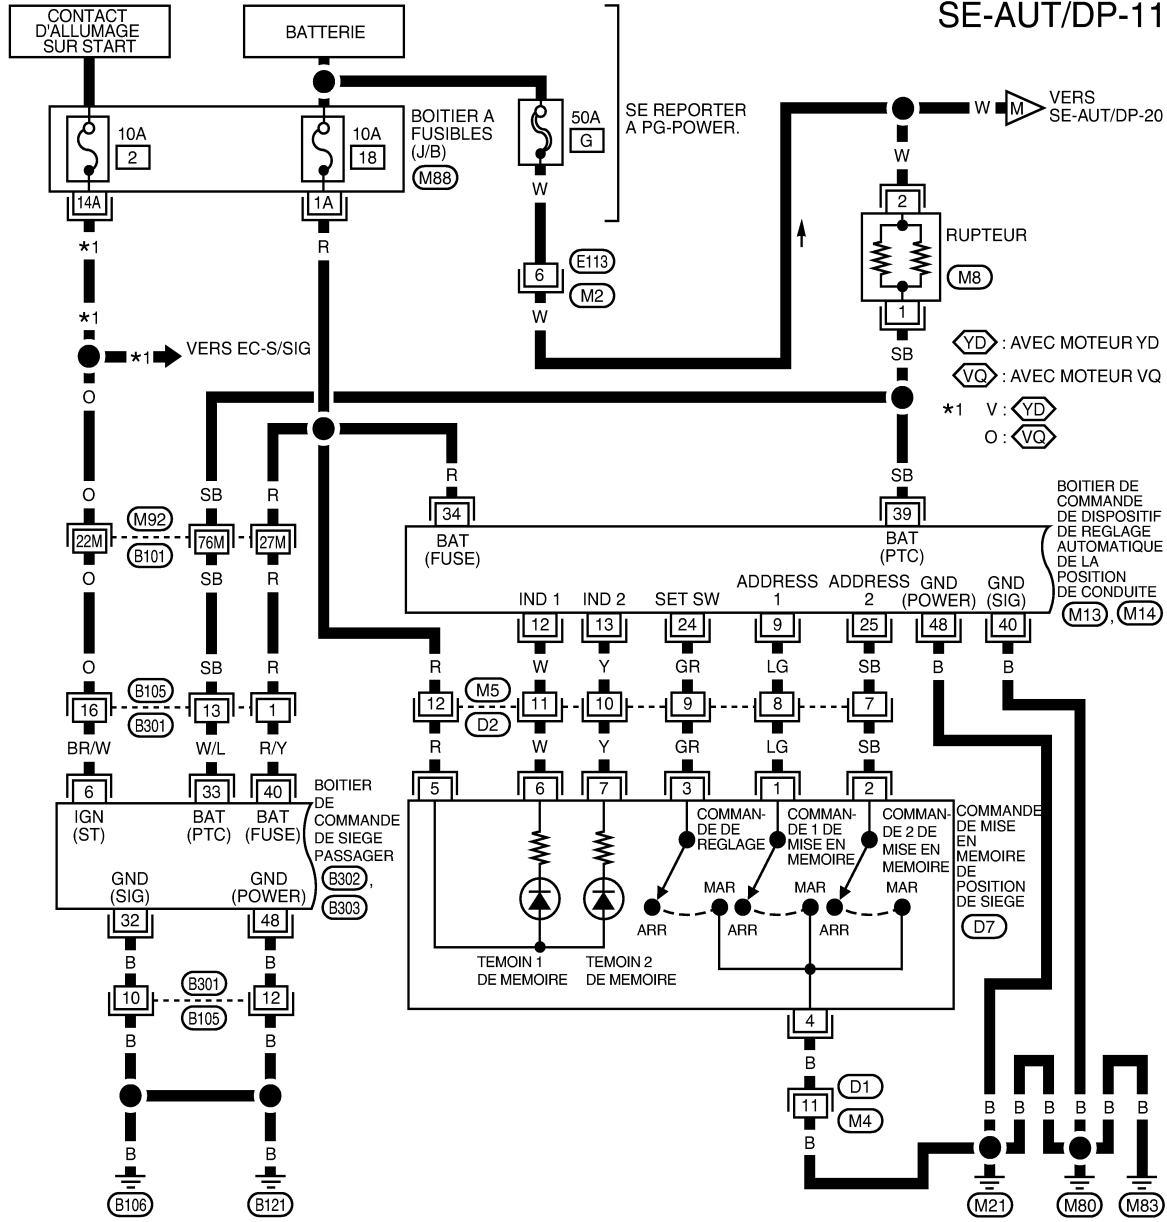 SE-AUT/DP-11
CONTACT
D'ALLUMAGE
SUR START
BATTERIE
10A
2
10A
18
BOITIER A
FUSIBLES
(J/B)
M88
50A
G
SE REPORTER
A PG-POWER.
W
M
VERS
SE-AUT/DP-20
14A
1A
W
W
2
*1
R
RUPTEUR
6
E113
M2
M8
*1
W
1
*1
VERS EC-S/SIG
SB
YD : AVEC MOTEUR YD
VQ : AVEC MOTEUR VQ
*1 V : YD
O : VQ
O
R
SB
O
SB
R
34
39
BOITIER DE
COMMANDE
DE DISPOSITIF
DE REGLAGE
AUTOMATIQUE
DE LA
POSITION
DE CONDUITE
M13 , M14
M92
22M
76M
27M
B101
BAT
(FUSE)
BAT
(PTC)
O
SB
R
IND 1
IND 2
SET SW
ADDRESS
1
ADDRESS
2
GND
(POWER)
GND
(SIG)
12
13
24
9
25
48
40
O
SB
R
R
W
Y
GR
LG
SB
B
B
B105
B301
16
13
1
M5
D2
12
11
10
9
8
7
BR/W
W/L
R/Y
R
W
Y
GR
LG
SB
6
33
40
5
6
7
3
1
2
BOITIER
DE
COMMANDE
DE SIEGE
PASSAGER
B302 ,
B303
IGN
(ST)
BAT
(PTC)
BAT
(FUSE)
GND
(SIG)
GND
(POWER)
COMMAN-
DE DE
REGLAGE
COMMAN-
DE 1 DE
MISE EN
MEMOIRE
COMMAN-
DE 2 DE
MISE EN
MEMOIRE
COMMANDE
DE MISE
EN
MEMOIRE
DE
POSITION
DE SIEGE
D7
MAR
MAR
MAR
ARR
ARR
ARR
32
48
TEMOIN 1
DE MEMOIRE
TEMOIN 2
DE MEMOIRE
B
B
B301
10
12
B105
4
B
B
B
D1
11
M4
B
B
B
B
B
B
B
B
B
B
B106
B121
M21
M80
M83